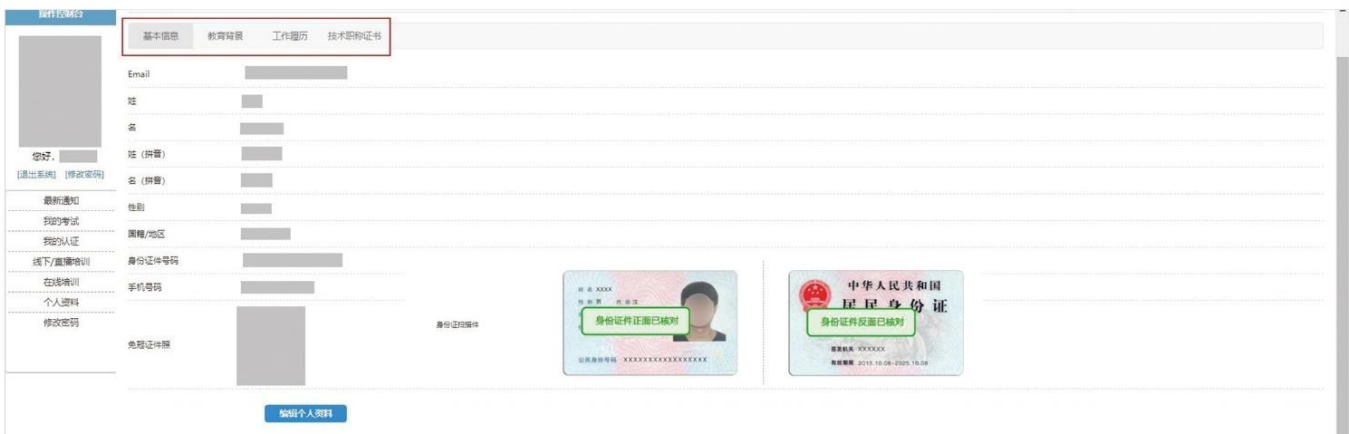 操作控制台
基本信息 教育背景 工作履历 技术职称证书
Email
姓
名
姓（拼音）
名（拼音）
性别
国籍/地区
身份证件号码
手机号码
免冠证件照
您好，
[退出系统] [修改密码]
最新通知
我的考试
我的认证
线下/直播培训
在线培训
个人资料
修改密码
身份证扫描件
姓 名 XXXX
身份证件正面已核对
公民身份号码 XXXXXXXXXXXXXXXXXX
中华人民共和国
居民身份证
身份证件反面已核对
签发机关 XXXXXX
有效期限 2015.10.08-2025.10.08
编辑个人资料